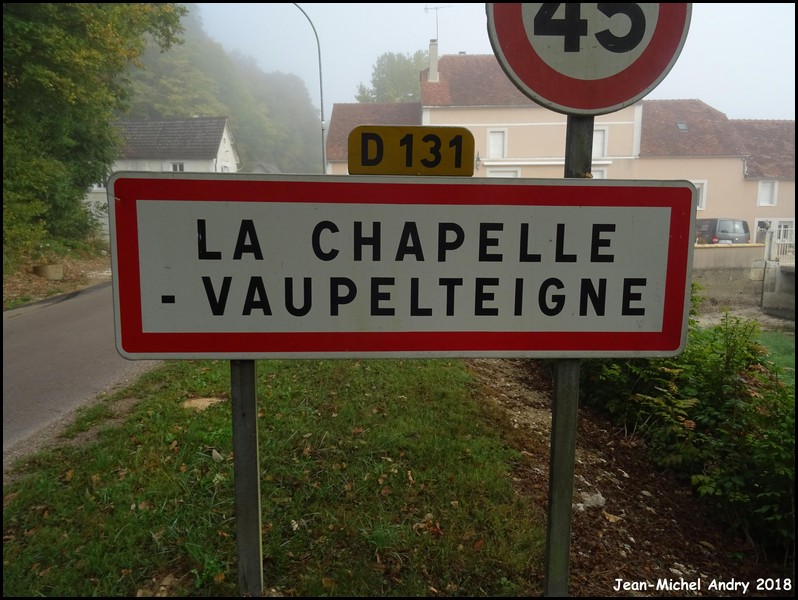 45
D 131
LA CHAPELLE
- VAUPELTEIGNE
Jean-Michel Andry 2018